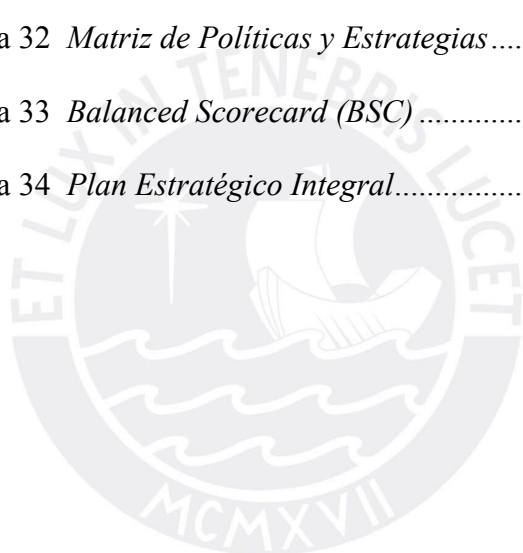 a 32 Matriz de Políticas y Estrategias....
a 33 Balanced Scorecard (BSC).............
a 34 Plan Estratégico Integral................
ET LUX IN TENEBRIS LUCET
MCMXVII